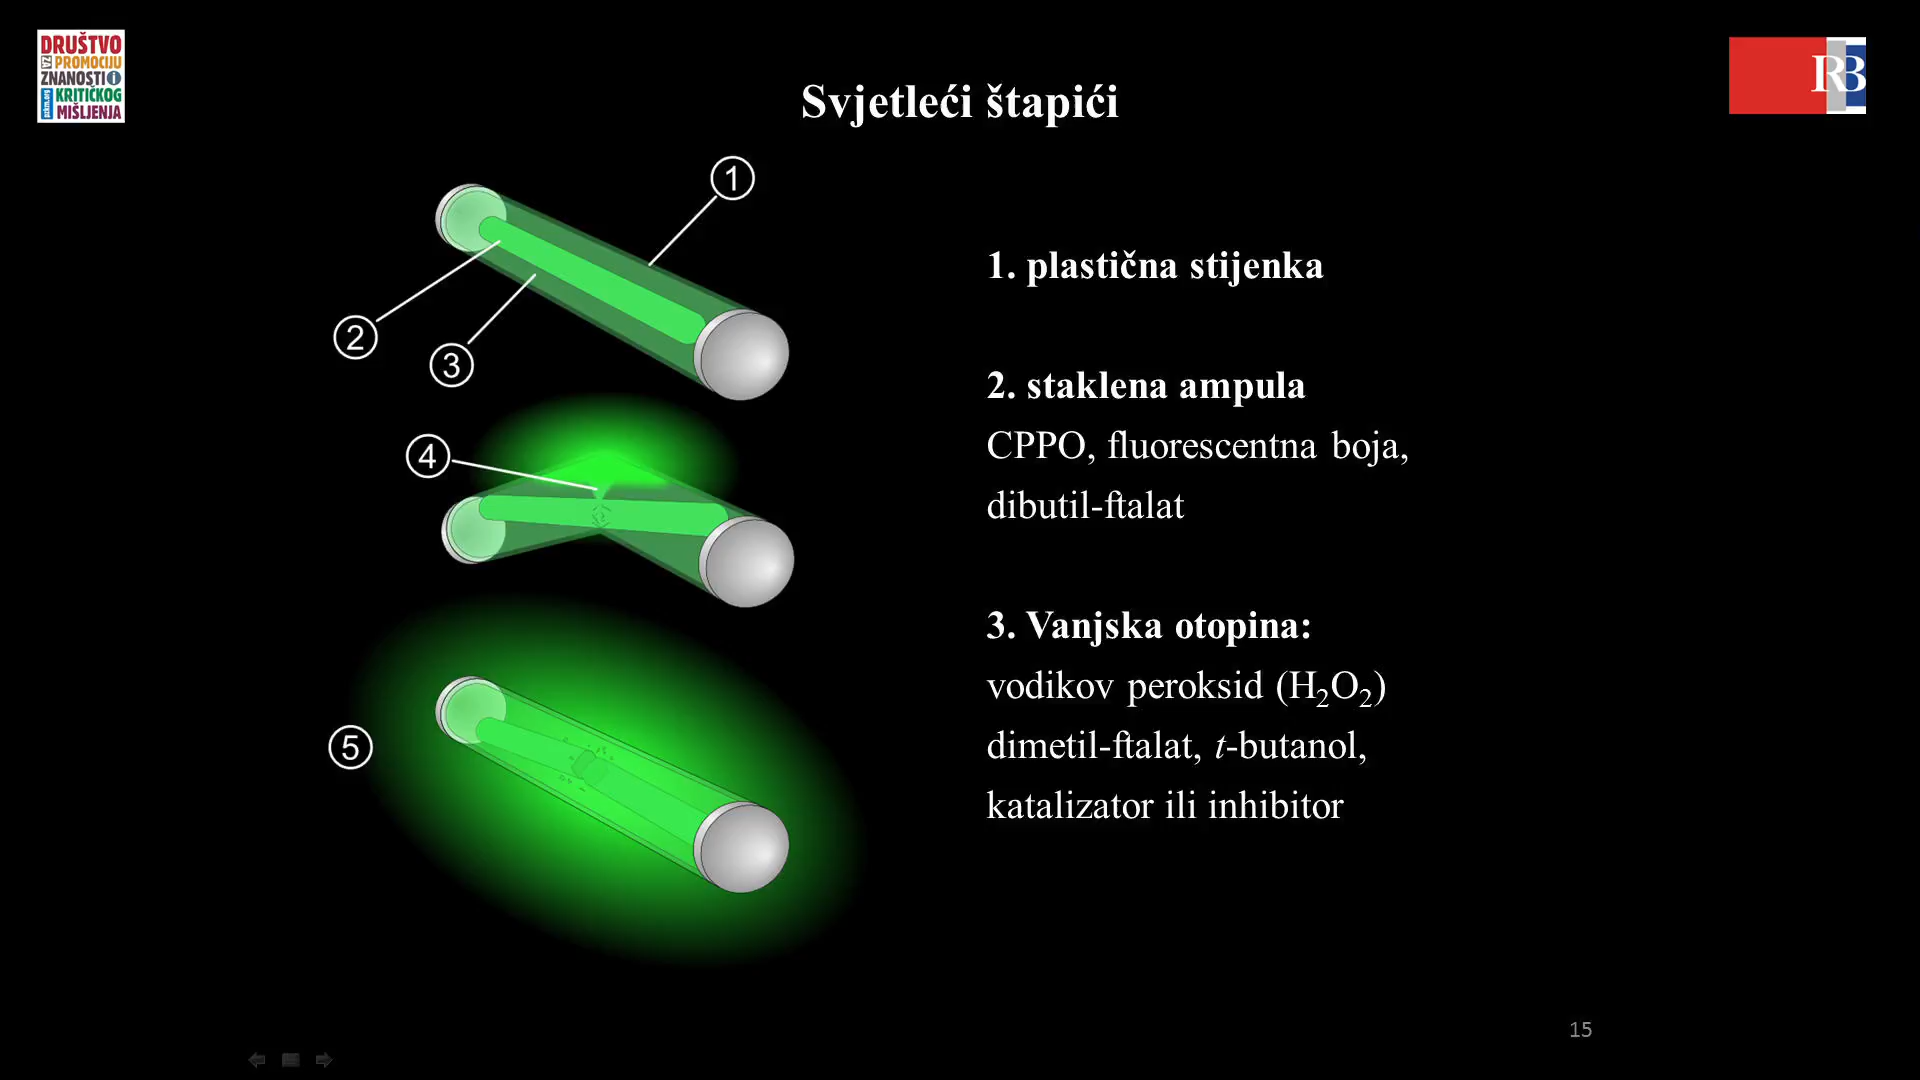 DRUŠTVO
ZA PROMOCIJU
ZNANOSTI i
KRITIČKOG
MIŠLJENJA
pzkm.org
RB
Svjetleći štapići
1
2
3
4
5
1. plastična stijenka
2. staklena ampula
CPPO, fluorescentna boja,
dibutil-ftalat
3. Vanjska otopina:
vodikov peroksid (H₂O₂)
dimetil-ftalat, t-butanol,
katalizator ili inhibitor
15